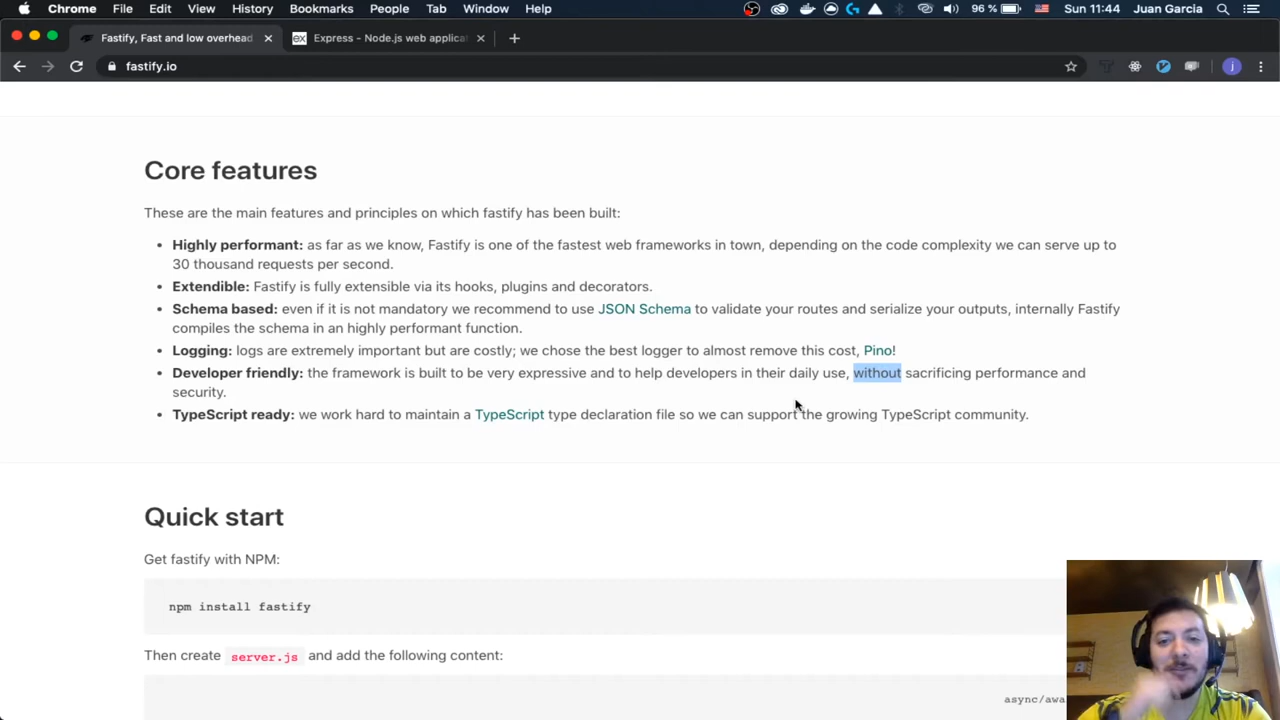 Chrome File Edit View History Bookmarks People Tab Window Help 96 % Sun 11:44 Juan Garcia
Fastify, Fast and low overhead
Express - Node.js web applica
fastify.io
Core features
These are the main features and principles on which fastify has been built:
• Highly performant: as far as we know, Fastify is one of the fastest web frameworks in town, depending on the code complexity we can serve up to
30 thousand requests per second.
• Extendible: Fastify is fully extensible via its hooks, plugins and decorators.
• Schema based: even if it is not mandatory we recommend to use JSON Schema to validate your routes and serialize your outputs, internally Fastify
compiles the schema in an highly performant function.
• Logging: logs are extremely important but are costly; we chose the best logger to almost remove this cost, Pino!
• Developer friendly: the framework is built to be very expressive and to help developers in their daily use, without sacrificing performance and
security.
• TypeScript ready: we work hard to maintain a TypeScript type declaration file so we can support the growing TypeScript community.
Quick start
Get fastify with NPM:
npm install fastify
Then create server.js and add the following content:
async/awa